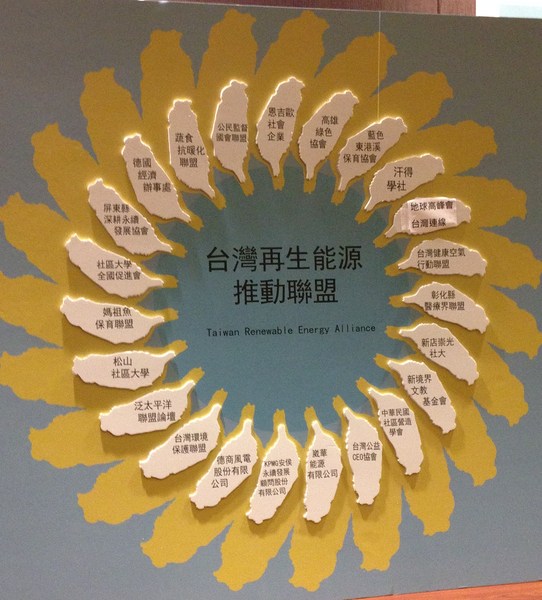 台灣再生能源
推動聯盟
Taiwan Renewable Energy Alliance
恩吉歐
社會
企業
高雄
綠色
協會
藍色
東港溪
保育協會
汗得
學社
地球高峰會
台灣連線
台灣健康空氣
行動聯盟
彰化縣
醫療界聯盟
新店崇光
社大
新境界
文教
基金會
中華民國
社區營造
學會
台灣公益
CEO協會
崴華
能源
有限公司
KPMG安侯
永續發展
顧問股份
有限公司
德商風電
股份有限
公司
台灣環境
保護聯盟
泛太平洋
聯盟論壇
松山
社區大學
媽祖魚
保育聯盟
社區大學
全國促進會
屏東縣
深耕永續
發展協會
德國
經濟
辦事處
蔬食
抗暖化
聯盟
公民監督
國會聯盟